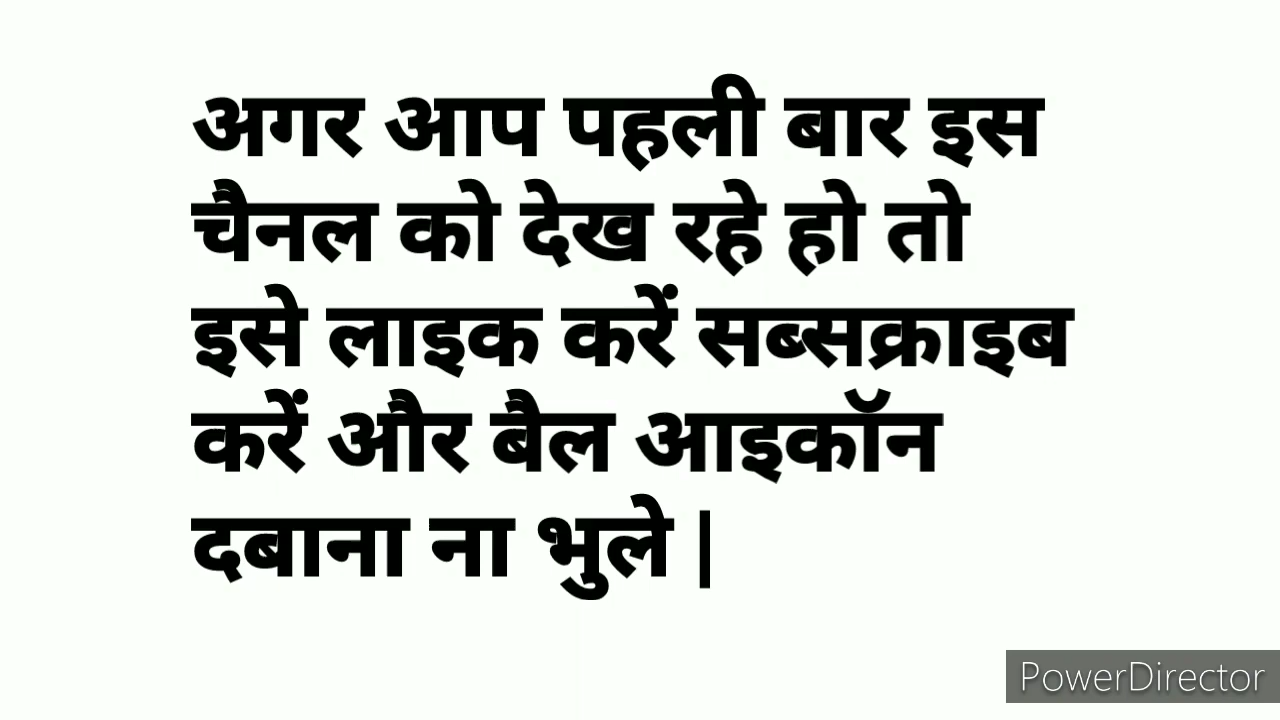 अगर आप पहली बार इस
चैनल को देख रहे हो तो
इसे लाइक करें सब्सक्राइब
करें और बैल आइकॉन
दबाना ना भुले |
PowerDirector